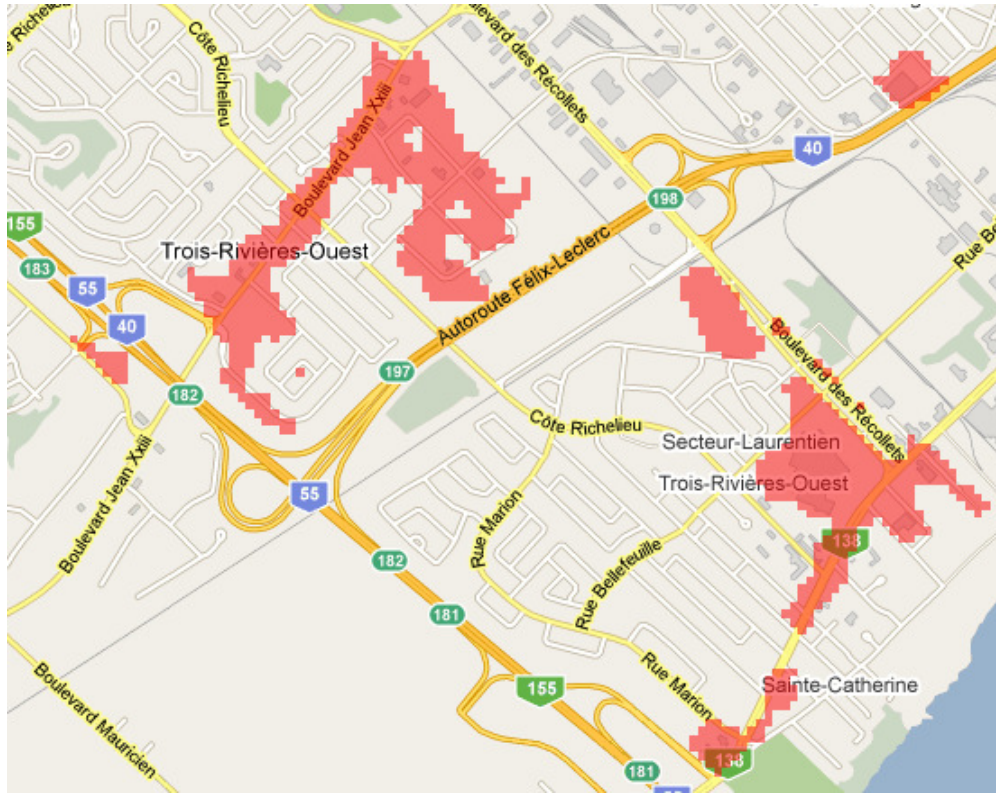 Côte Richelieu
Boulevard des Récollets
Boulevard Jean Xxiii
40
198
155
183
Trois-Rivières-Ouest
Rue Be
55
40
Autoroute Félix-Leclerc
197
182
Boulevard des Récollets
Côte Richelieu
Secteur-Laurentien
Trois-Rivières-Ouest
55
Rue Marion
Boulevard Jean Xxiii
138
182
Rue Bellefeuille
181
Rue Marion
155
Sainte-Catherine
Boulevard Mauricien
138
181